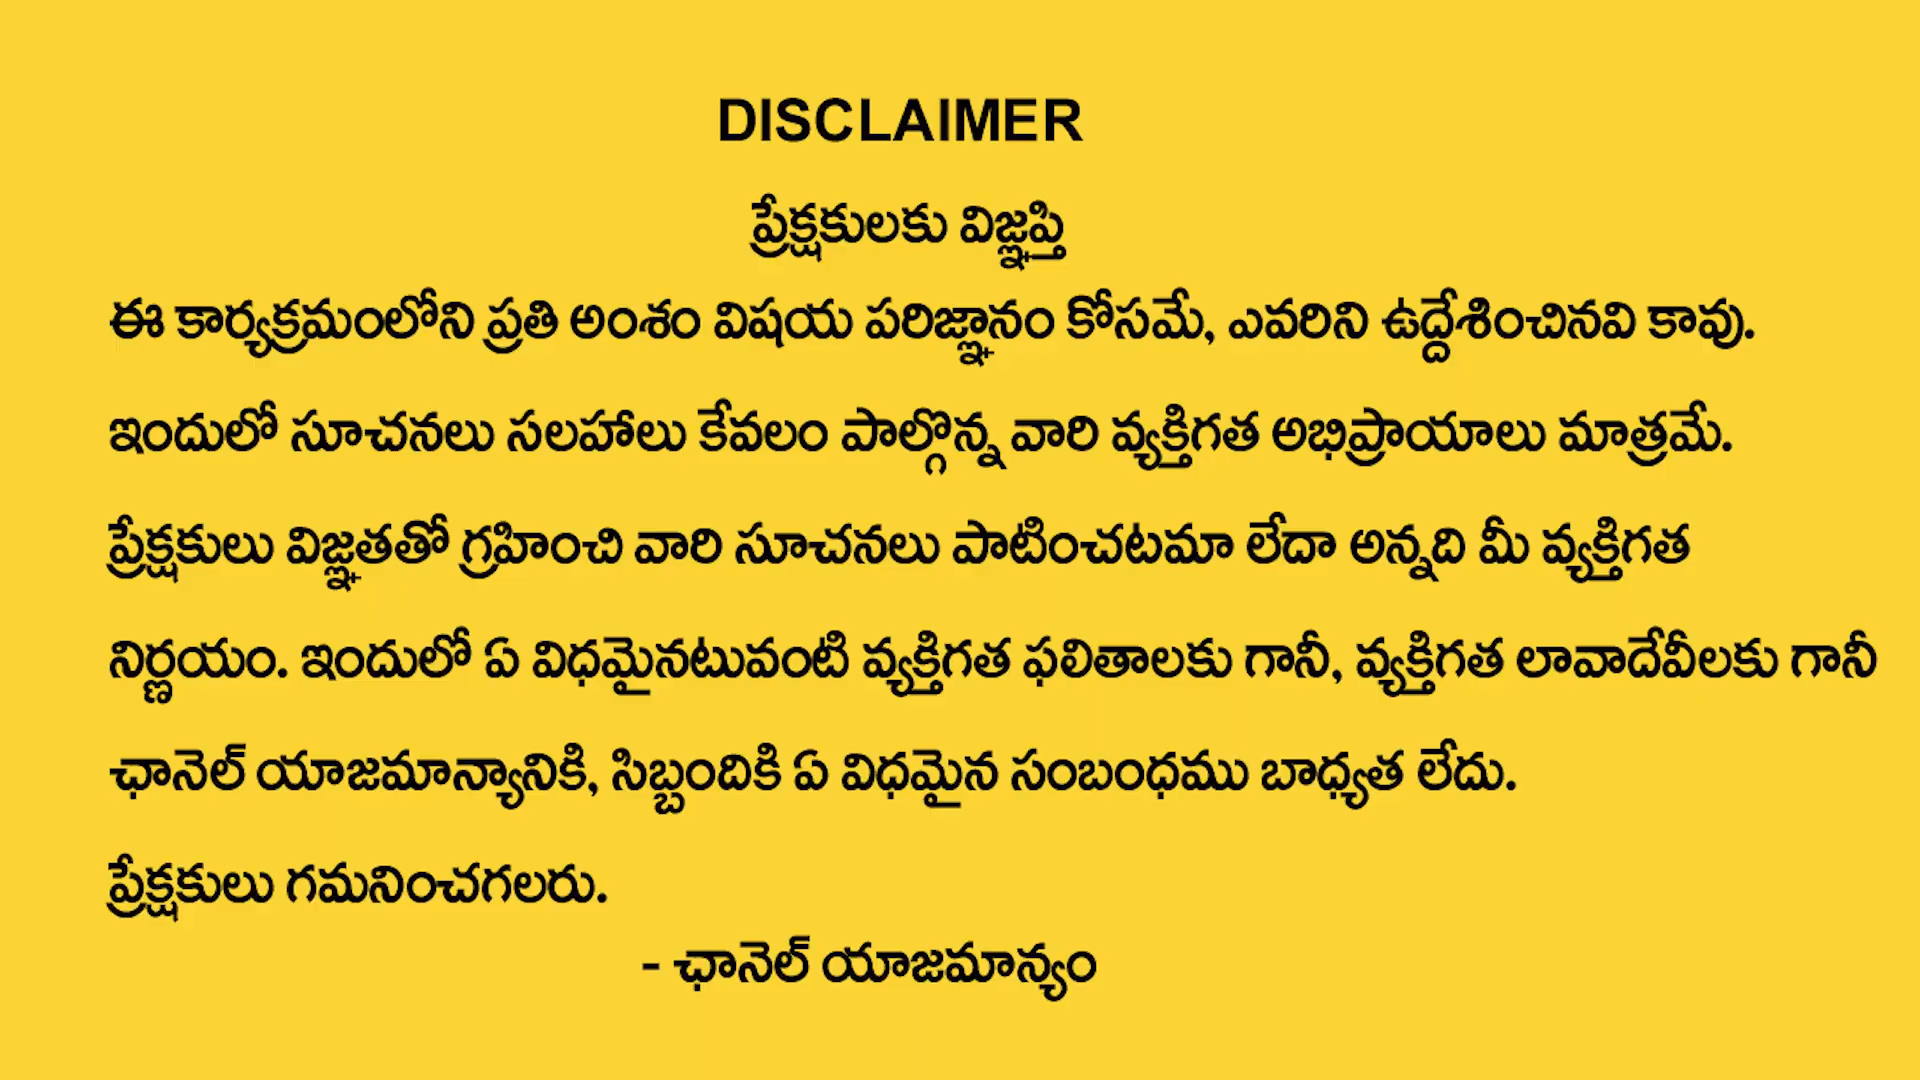 DISCLAIMER
ప్రేక్షకులకు విజ్ఞప్తి
ఈ కార్యక్రమంలోని ప్రతి అంశం విషయ పరిజ్ఞానం కోసమే, ఎవరిని ఉద్దేశించినవి కావు.
ఇందులో సూచనలు సలహాలు కేవలం పాల్గొన్న వారి వ్యక్తిగత అభిప్రాయాలు మాత్రమే.
ప్రేక్షకులు విజ్ఞతతో గ్రహించి వారి సూచనలు పాటించటమా లేదా అన్నది మీ వ్యక్తిగత
నిర్ణయం. ఇందులో ఏ విధమైనటువంటి వ్యక్తిగత ఫలితాలకు గానీ, వ్యక్తిగత లావాదేవీలకు గానీ
ఛానెల్ యాజమాన్యానికి, సిబ్బందికి ఏ విధమైన సంబంధము బాధ్యత లేదు.
ప్రేక్షకులు గమనించగలరు.
- ఛానెల్ యాజమాన్యం